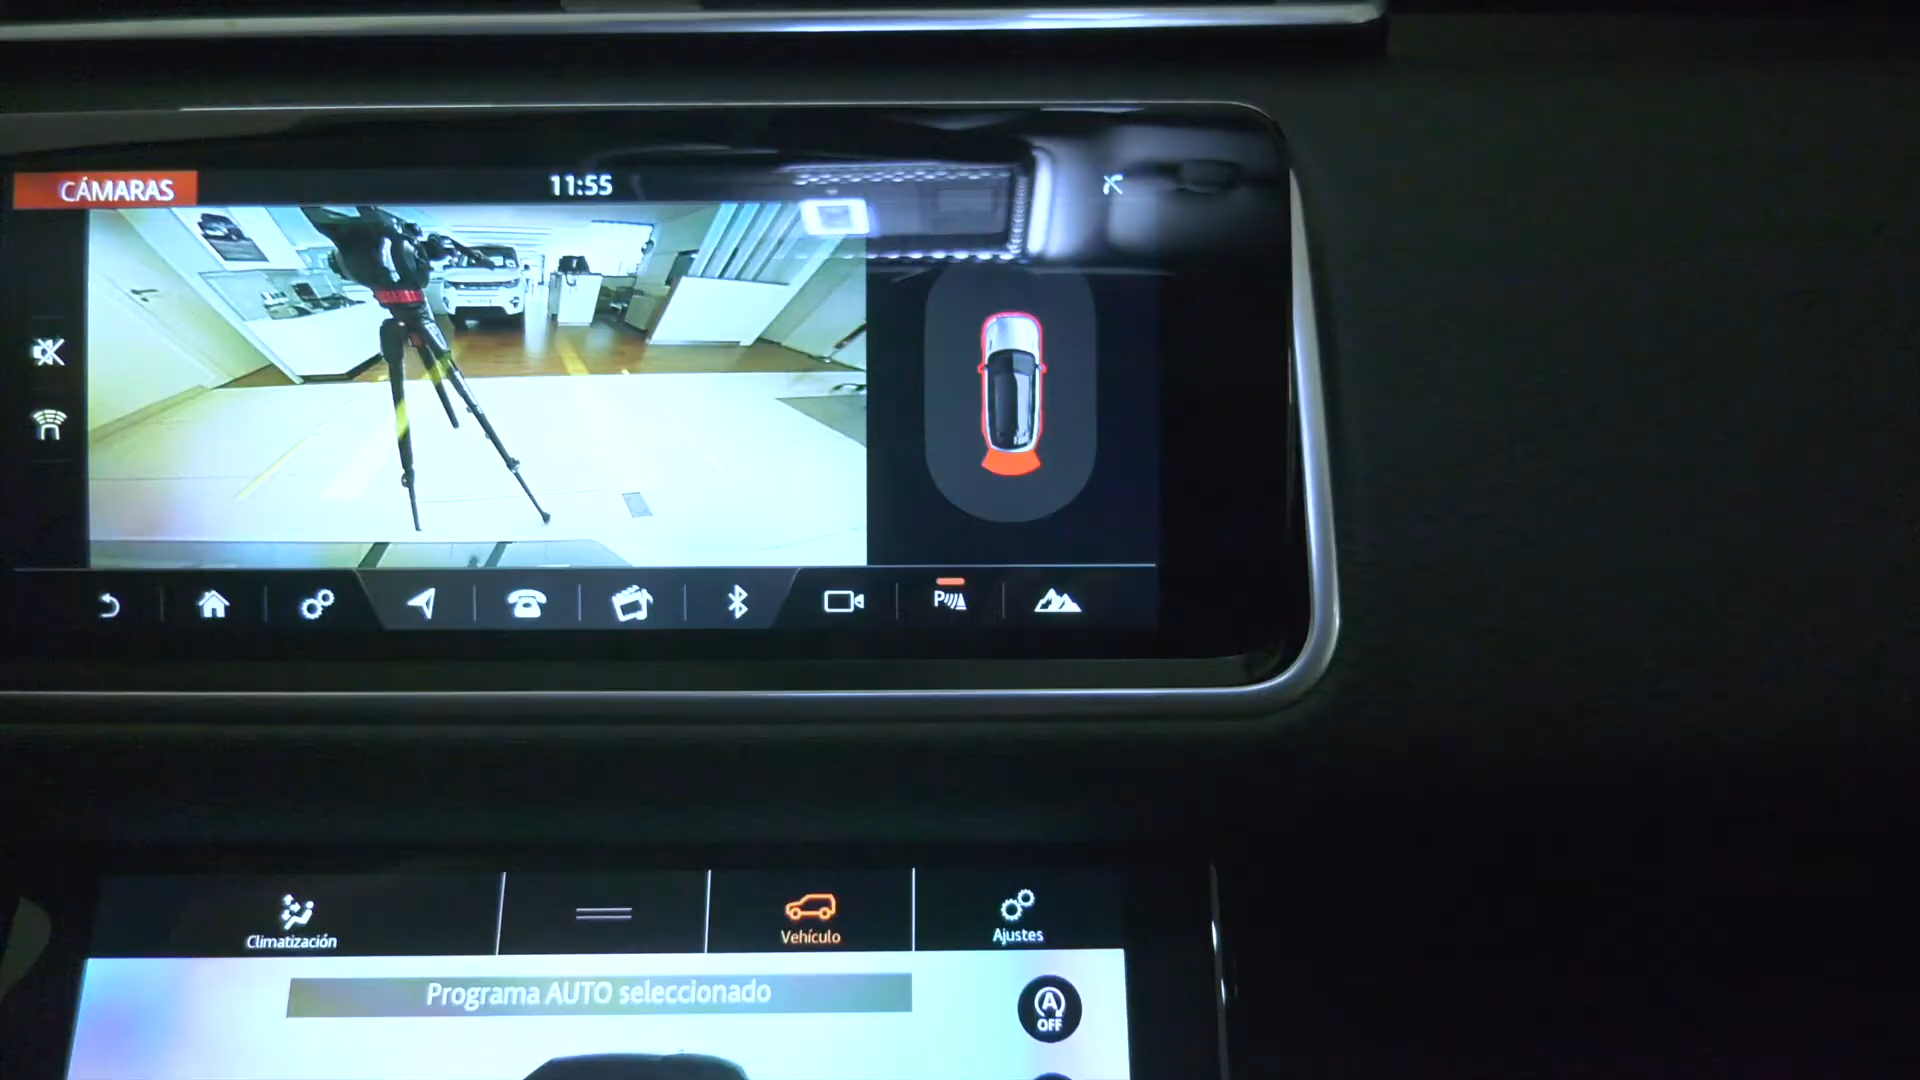 CÁMARAS
11:55
P
Climatización
Vehículo
Ajustes
Programa AUTO seleccionado
A
OFF